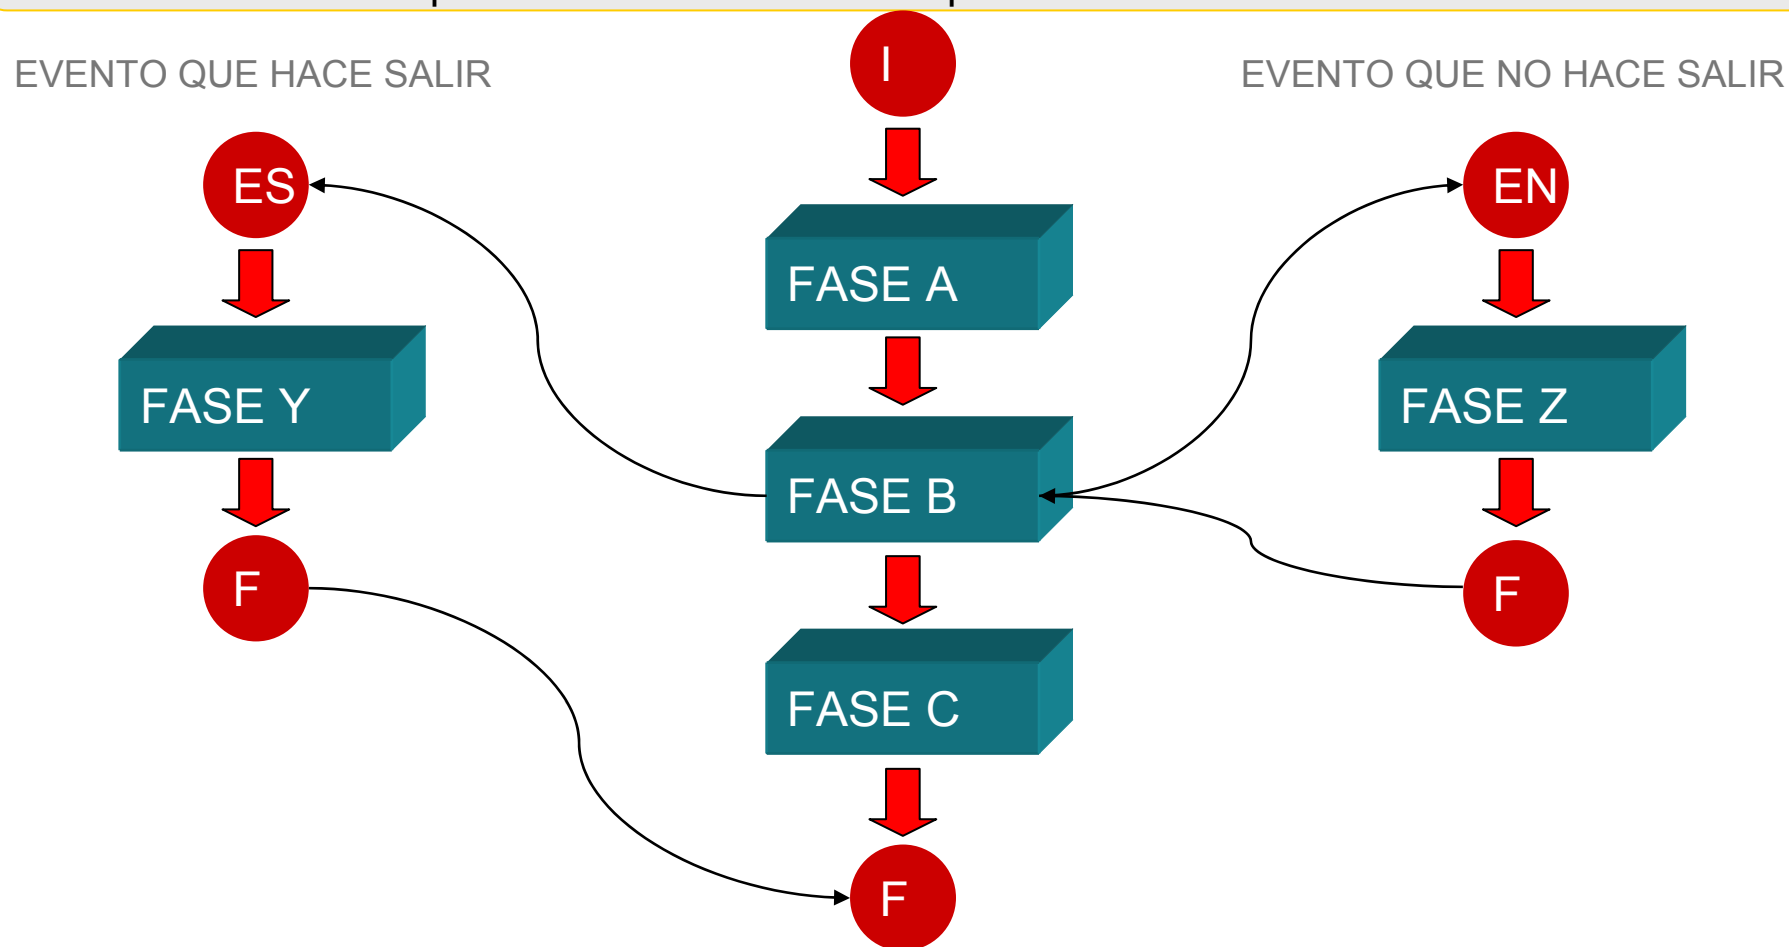 EVENTO QUE HACE SALIR
I
EVENTO QUE NO HACE SALIR
ES
EN
FASE A
FASE Y
FASE Z
FASE B
F
F
FASE C
F